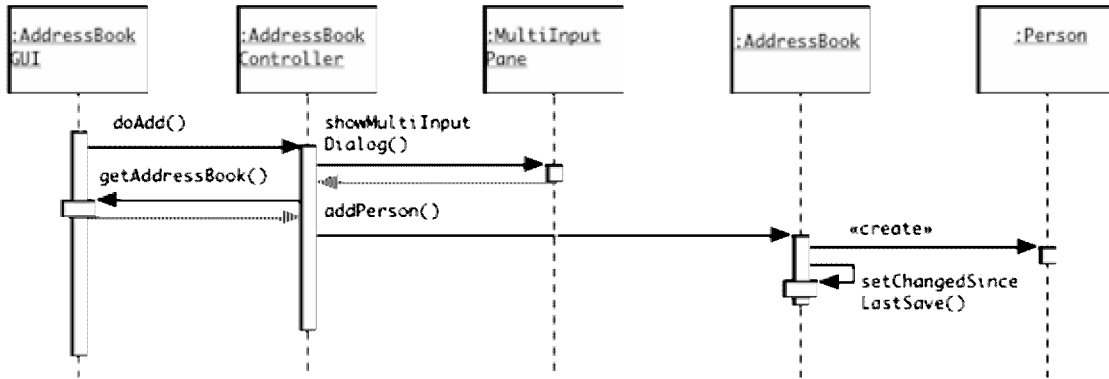 :AddressBook
GUI
:AddressBook
Controller
:MultiInput
Pane
:AddressBook
:Person
doAdd()
showMultiInput
Dialog()
getAddressBook()
addPerson()
«create»
setChangedSince
LastSave()